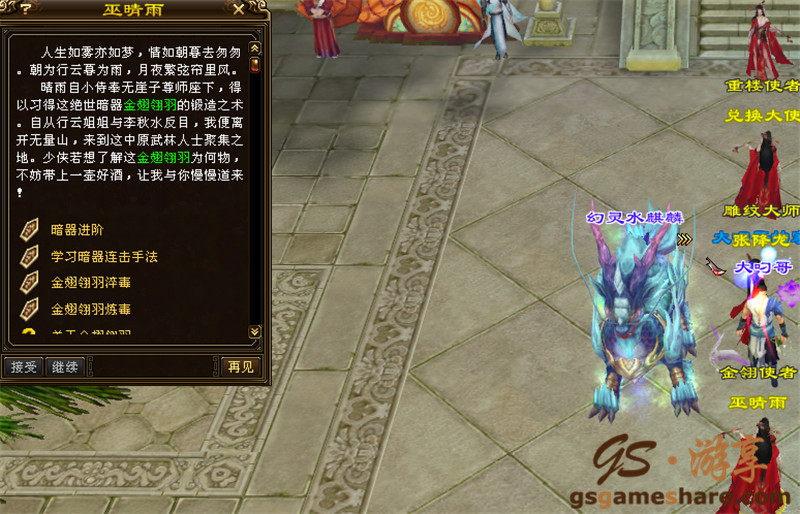 巫晴雨
人生如雾亦如梦，情如朝暮去匆匆
。朝为行云暮为雨，月夜繁弦帘里风。
晴雨自小侍奉无崖子尊师座下，得
以习得这绝世暗器金翅翎羽的锻造之术
。自从行云姐姐与李秋水反目，我便离
开无量山，来到这中原武林人士聚集之
地。少侠若想了解这金翅翎羽为何物，
不妨带上一壶好酒，让我与你慢慢道来
！
暗器进阶
学习暗器连击手法
金翅翎羽淬毒
金翅翎羽炼毒
关于金翅翎羽
接受
继续
再见
重楼使者
兑换大使
幻灵水麒麟
雕纹大师
张降龙
大叼哥
金翎使者
巫晴雨
GS·游享
gsgameshare.com